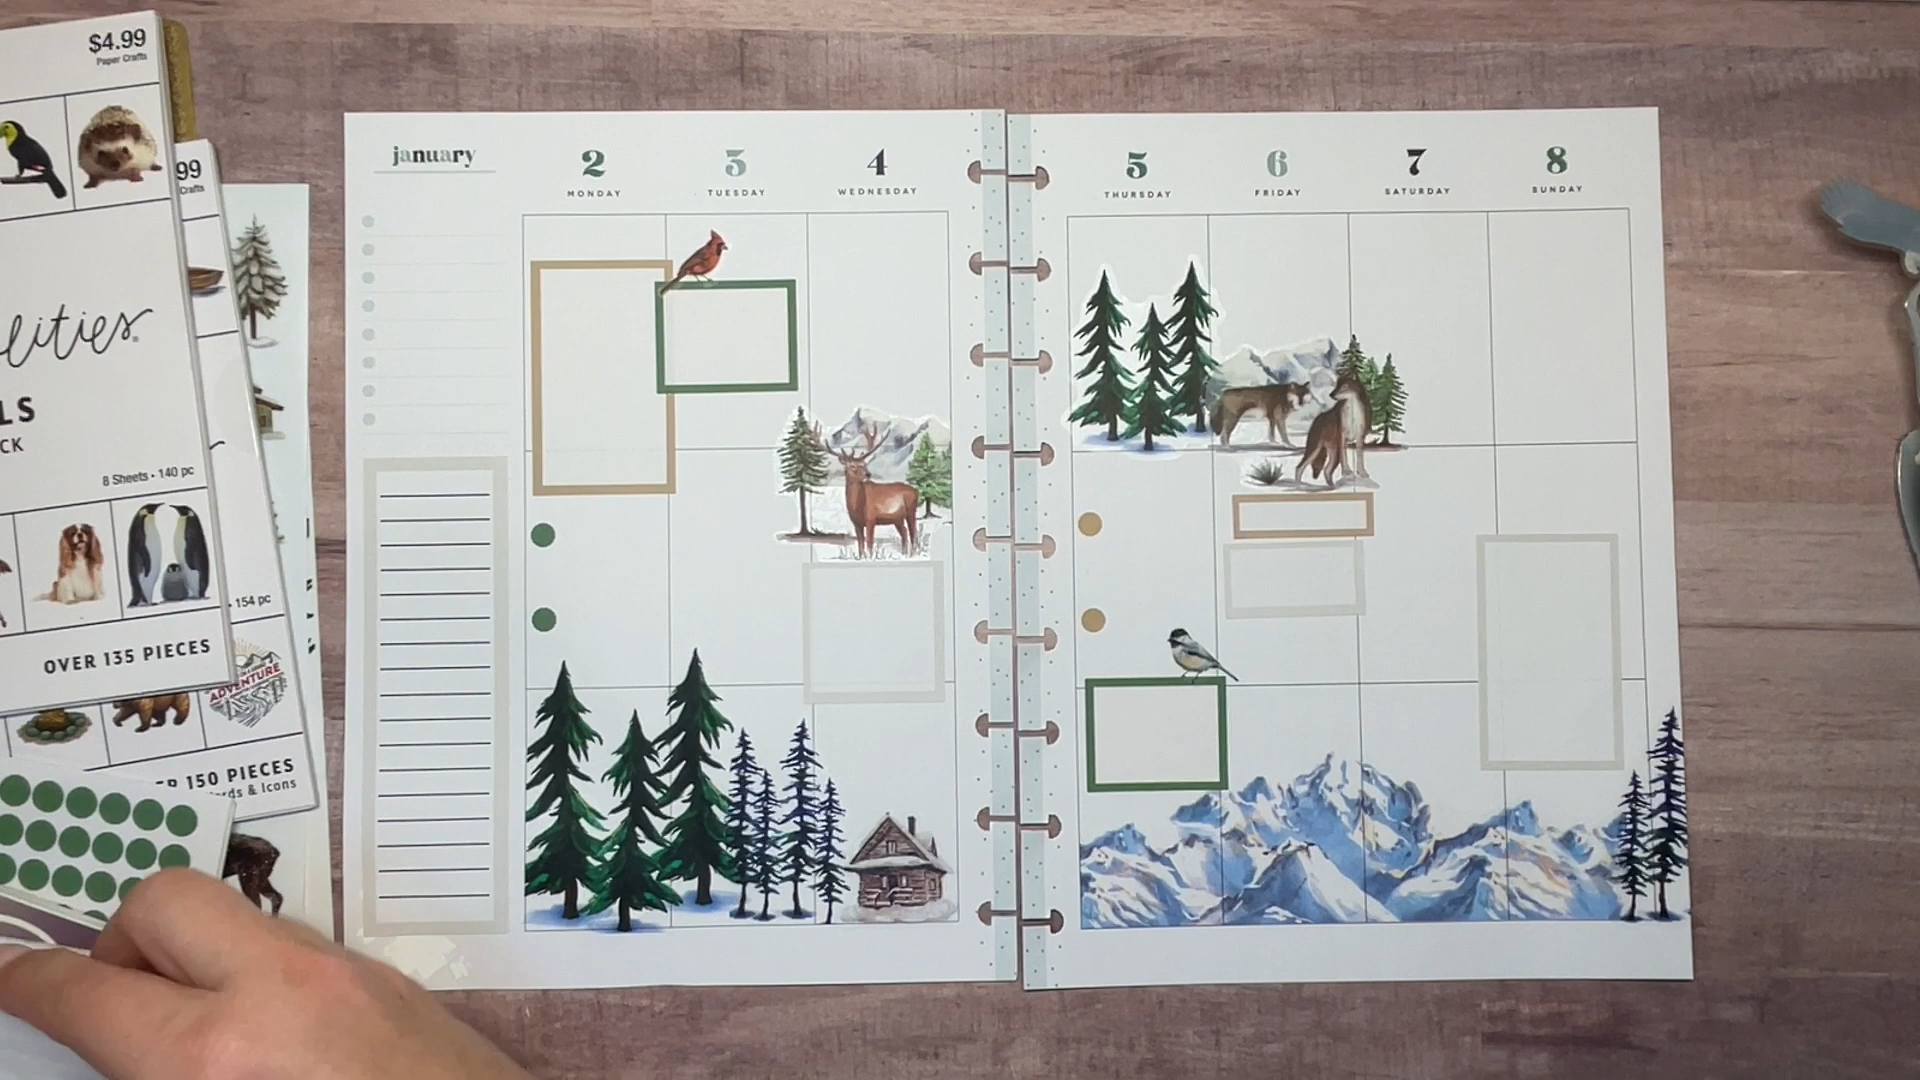 $4.99
Paper Crafts
99
Crafts
8 Sheets • 140 pc
OVER 135 PIECES
• 154 pc
ADVENTURE
150 PIECES
& Icons
january
2
MONDAY
3
TUESDAY
4
WEDNESDAY
5
THURSDAY
6
FRIDAY
7
SATURDAY
8
SUNDAY